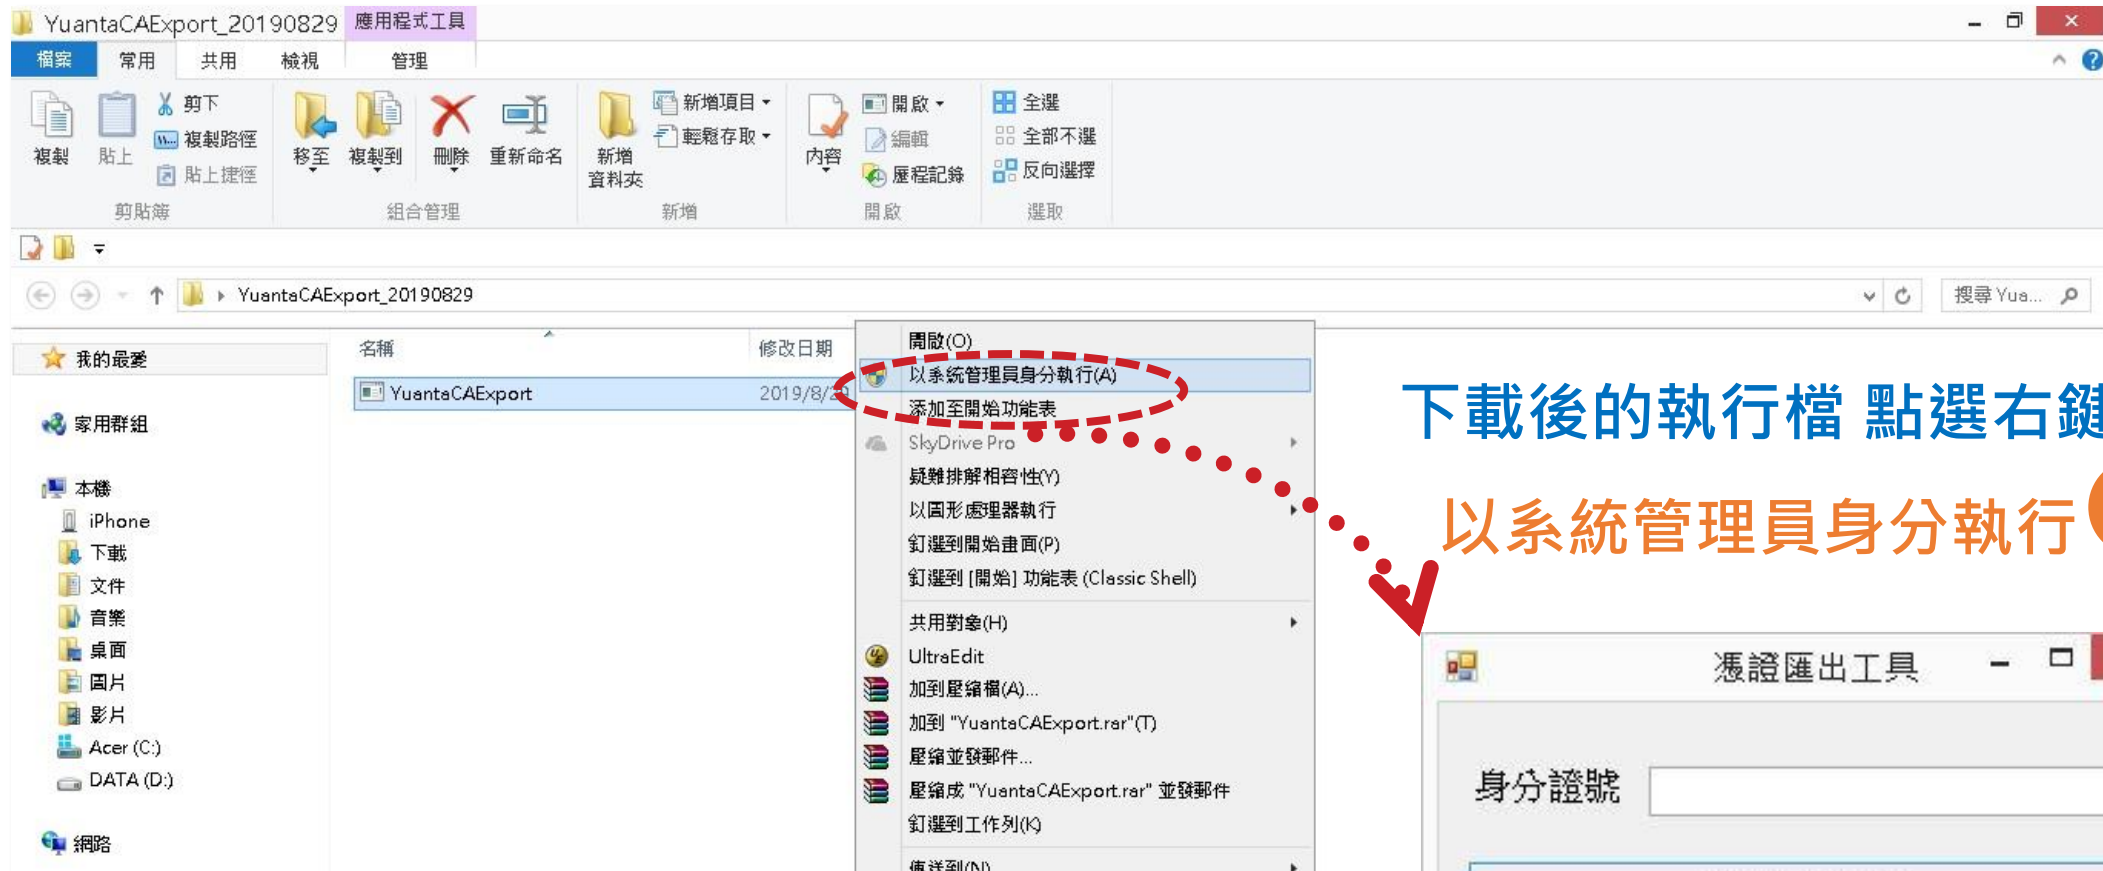 YuantaCAExport_20190829 應用程式工具
檔案 常用 共用 檢視 管理
複製 貼上 剪下 複製路徑 貼上捷徑
移至 複製到 刪除 重新命名
新增資料夾 新增項目 輕鬆存取
內容 開啟 編輯 歷程記錄
全選 全部不選 反向選擇
剪貼簿 組合管理 新增 開啟 選取
YuantaCAExport_20190829
搜尋 Yua...
我的最愛
家用群組
本機
iPhone
下載
文件
音樂
桌面
圖片
影片
Acer (C:)
DATA (D:)
網路
名稱 修改日期
YuantaCAExport 2019/8/29
開啟(O)
以系統管理員身分執行(A)
添加至開始功能表
SkyDrive Pro
疑難排解相容性(Y)
以圖形處理器執行
釘選到開始畫面(P)
釘選到 [開始] 功能表 (Classic Shell)
共用對象(H)
UltraEdit
加到壓縮檔(A)...
加到 "YuantaCAExport.rar"(T)
壓縮並發郵件...
壓縮成 "YuantaCAExport.rar" 並發郵件
釘選到工作列(K)
傳送到(N)
下載後的執行檔 點選右鍵
以系統管理員身分執行
憑證匯出工具
身分證號